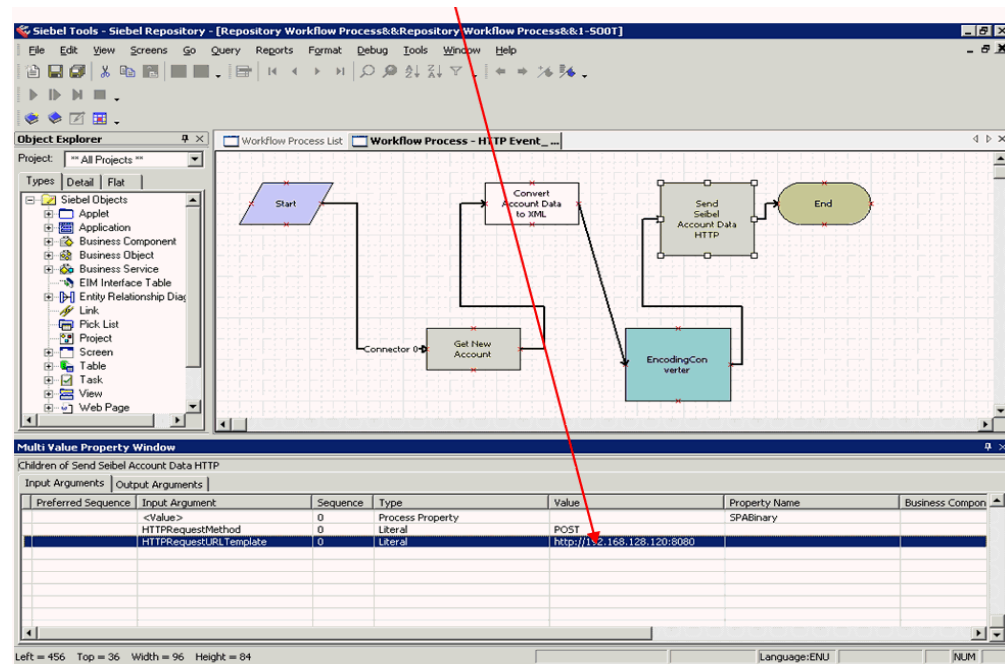 Siebel Tools - Siebel Repository - [Repository Workflow Process&&Repository Workflow Process&&1-5OOT]
File Edit View Screens Go Query Reports Format Debug Tools Window Help
Object Explorer
Project: ** All Projects **
Types Detail Flat
Siebel Objects
Applet
Application
Business Component
Business Object
Business Service
EIM Interface Table
Entity Relationship Diag
Link
Pick List
Project
Screen
Table
Task
View
Web Page
Workflow Process List Workflow Process - HTTP Event_ ...
Start
Convert
Account Data
to XML
Send
Seibel
Account Data
HTTP
End
Connector 0
Get New
Account
EncodingCon
verter
Multi Value Property Window
Children of Send Seibel Account Data HTTP
Input Arguments Output Arguments
Preferred Sequence Input Argument Sequence Type Value Property Name Business Compon
<Value> 0 Process Property SPABinary
HTTPRequestMethod 0 Literal POST
HTTPRequestURLTemplate 0 Literal http://192.168.128.120:8080
Left = 456 Top = 36 Width = 96 Height = 84 Language:ENU NUM